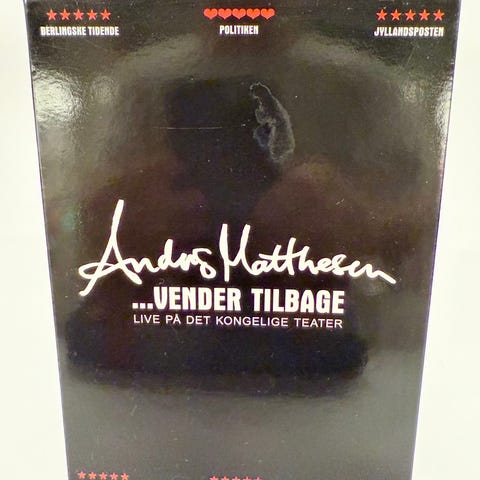 BERLINGSKE TIDENDE
POLITIKEN
JYLLANDSPOSTEN
Anders Matthesen
...VENDER TILBAGE
LIVE PÅ DET KONGELIGE TEATER